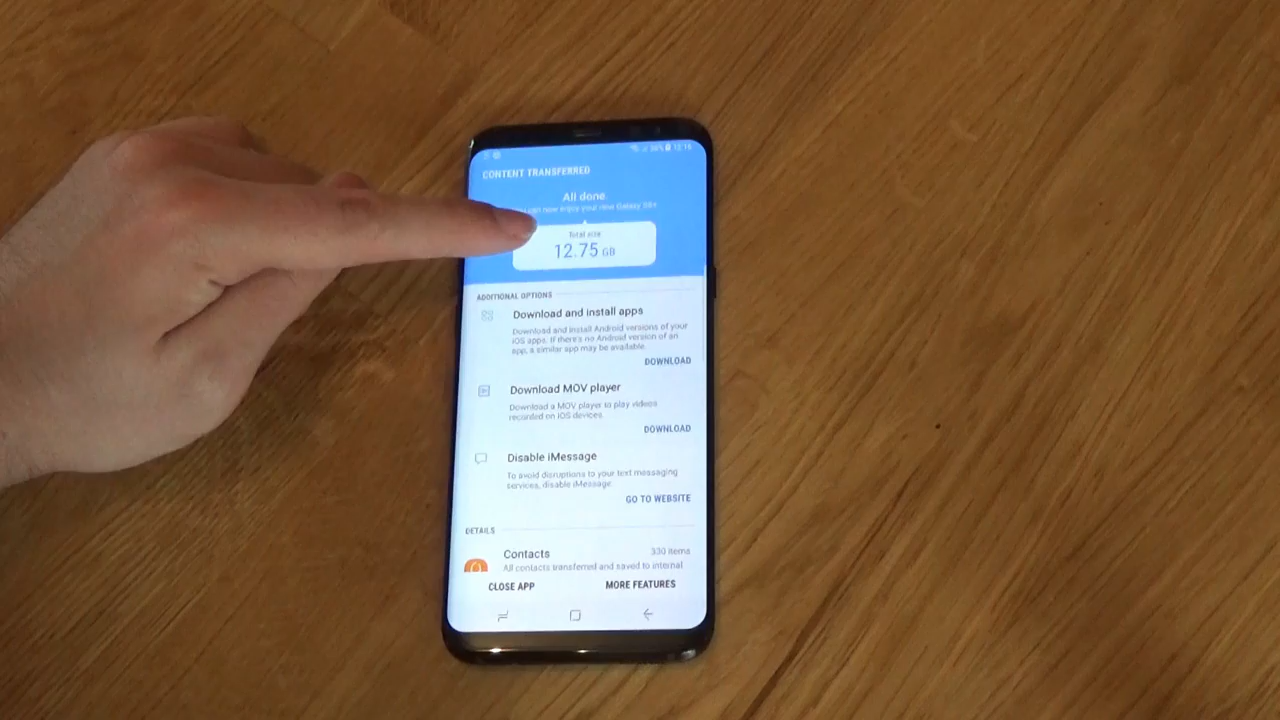 12:16
CONTENT TRANSFERRED
All done
can now enjoy your new Galaxy S8+
Total size
12.75 GB
ADDITIONAL OPTIONS
Download and install apps
Download and install Android versions of your
iOS apps. If there's no Android version of an
app, a similar app may be available.
DOWNLOAD
Download MOV player
Download a MOV player to play videos
recorded on iOS devices.
DOWNLOAD
Disable iMessage
To avoid disruptions to your text messaging
services, disable iMessage.
GO TO WEBSITE
DETAILS
Contacts 330 items
All contacts transferred and saved to internal
CLOSE APP MORE FEATURES